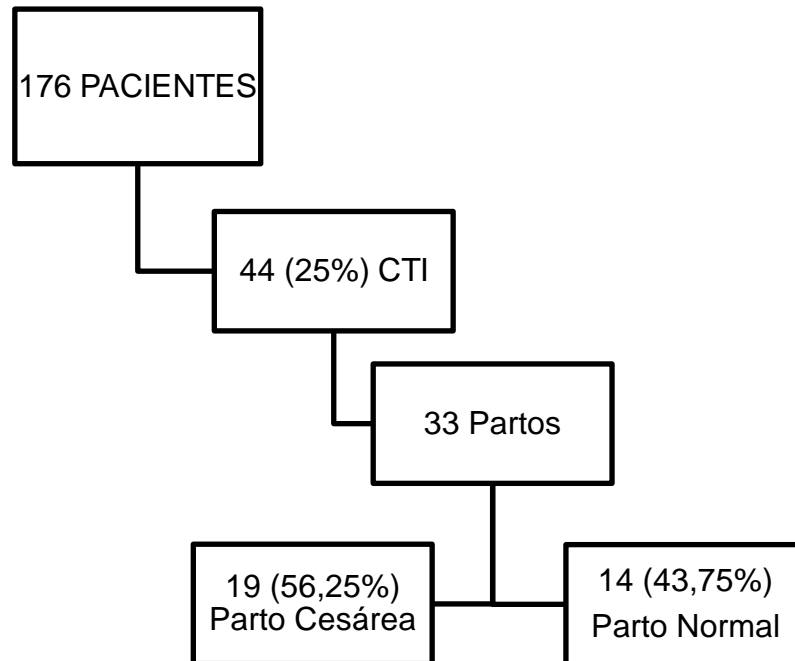 176 PACIENTES
44 (25%) CTI
33 Partos
19 (56,25%)
Parto Cesárea
14 (43,75%)
Parto Normal